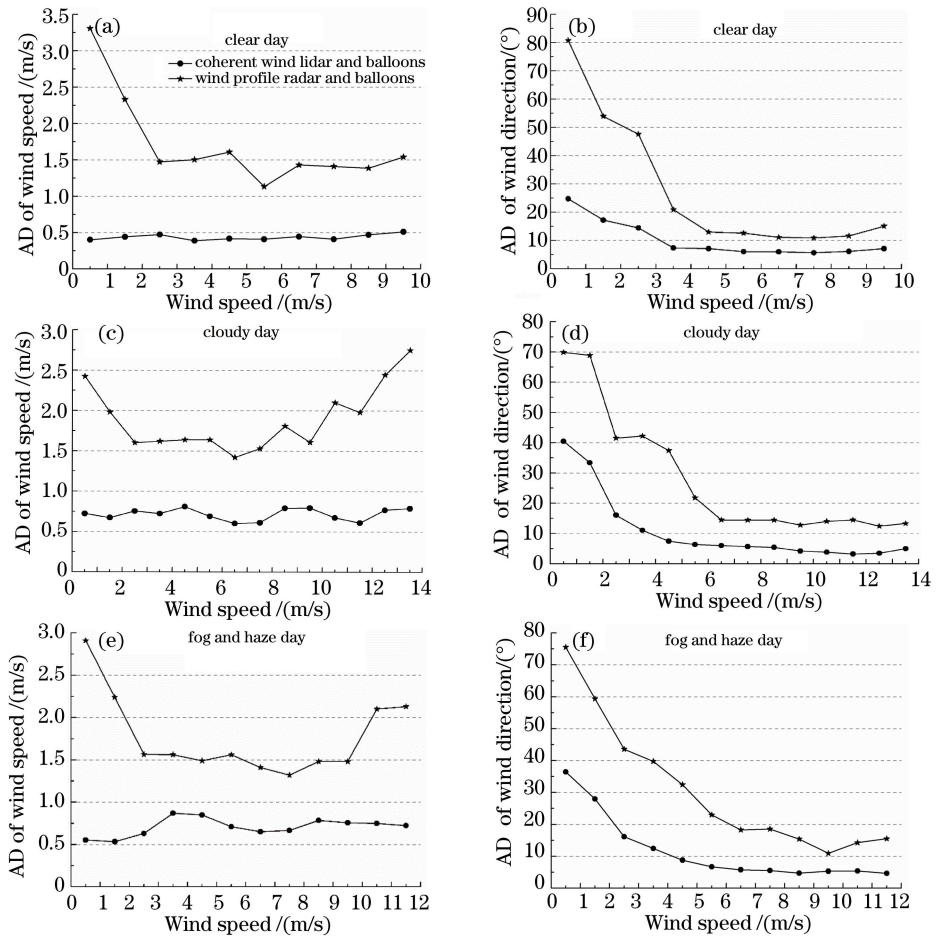 (a)
clear day
coherent wind lidar and balloons
wind profile radar and balloons
AD of wind speed /(m/s)
3.5
3.0
2.5
2.0
1.5
1.0
0.5
0
0 1 2 3 4 5 6 7 8 9 10
Wind speed /(m/s)
(b)
clear day
AD of wind direction/(°)
90
80
70
60
50
40
30
20
10
0
0 1 2 3 4 5 6 7 8 9 10
Wind speed /(m/s)
(c)
cloudy day
AD of wind speed /(m/s)
3.0
2.5
2.0
1.5
1.0
0.5
0
0 2 4 6 8 10 12 14
Wind speed /(m/s)
(d)
cloudy day
AD of wind direction/(°)
80
70
60
50
40
30
20
10
0
0 2 4 6 8 10 12 14
Wind speed /(m/s)
(e)
fog and haze day
AD of wind speed /(m/s)
3.0
2.5
2.0
1.5
1.0
0.5
0
0 1 2 3 4 5 6 7 8 9 10 11 12
Wind speed /(m/s)
(f)
fog and haze day
AD of wind direction/(°)
80
70
60
50
40
30
20
10
0
0 1 2 3 4 5 6 7 8 9 10 11 12
Wind speed /(m/s)